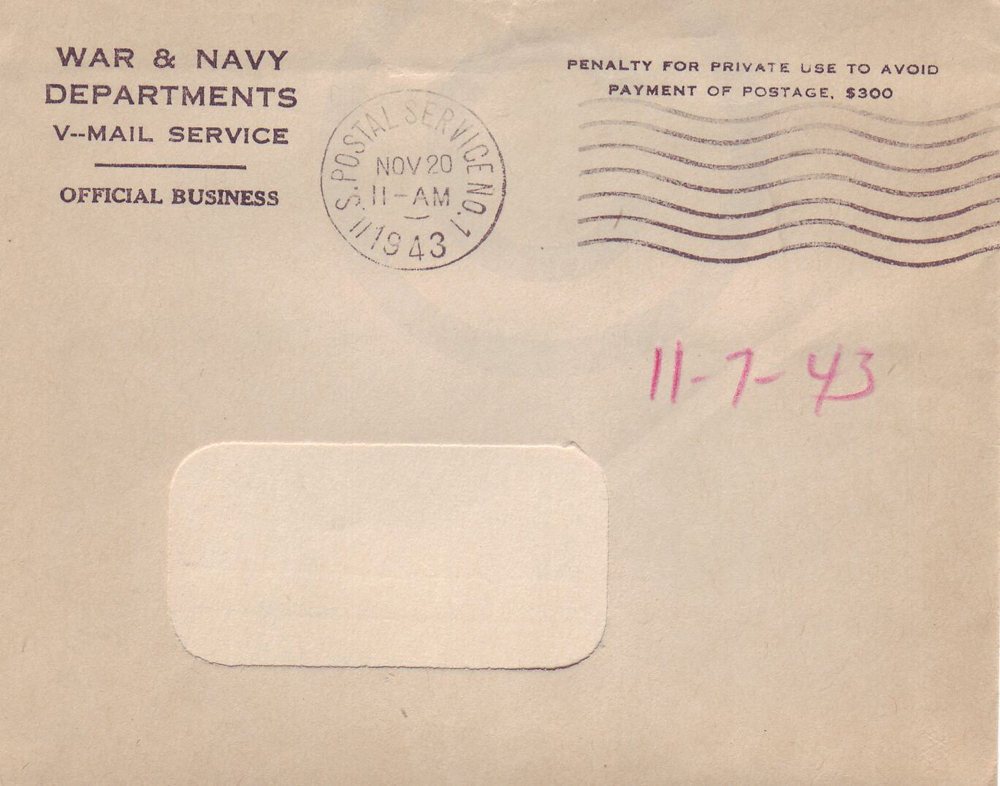 WAR & NAVY
DEPARTMENTS
V--MAIL SERVICE
OFFICIAL BUSINESS
U.S. POSTAL SERVICE NO. 1
NOV 20
11-AM
1943
PENALTY FOR PRIVATE USE TO AVOID
PAYMENT OF POSTAGE, $300
11-7-43